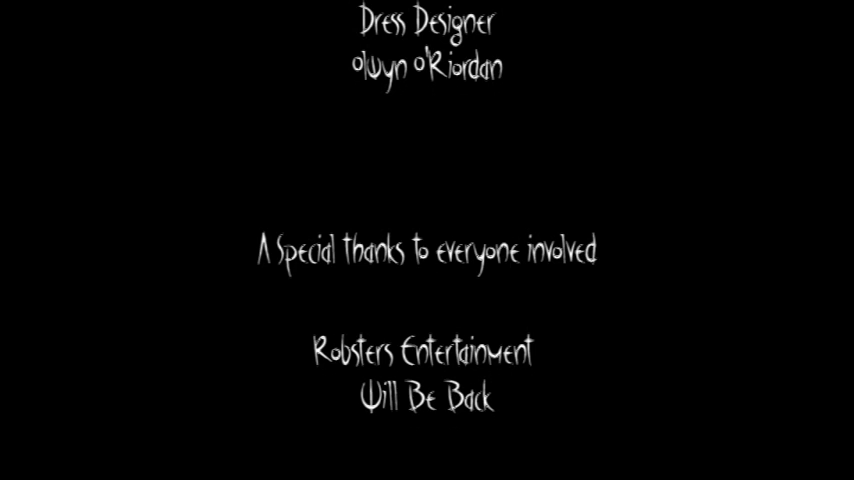 Dress Designer
Olwyn O'Riordan
A Special thanks to everyone involved
Robsters Entertainment
Will Be Back